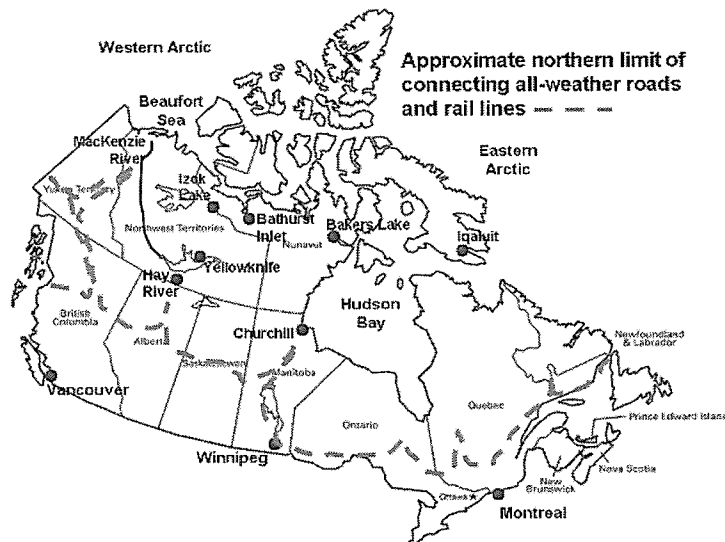 Western Arctic
Approximate northern limit of
connecting all-weather roads
and rail lines
Beaufort
Sea
MacKenzie
River
Eastern
Arctic
Yukon Territory
Izok
Lake
Bathurst
Inlet
Bakers Lake
Iqaluit
Northwest Territories
Nunavut
Yellowknife
Hay
River
Hudson
Bay
Churchill
British
Columbia
Alberta
Saskatchewan
Manitoba
Newfoundland
& Labrador
Vancouver
Ontario
Quebec
Prince Edward Island
Winnipeg
Nova Scotia
New
Brunswick
Ottawa
Montreal